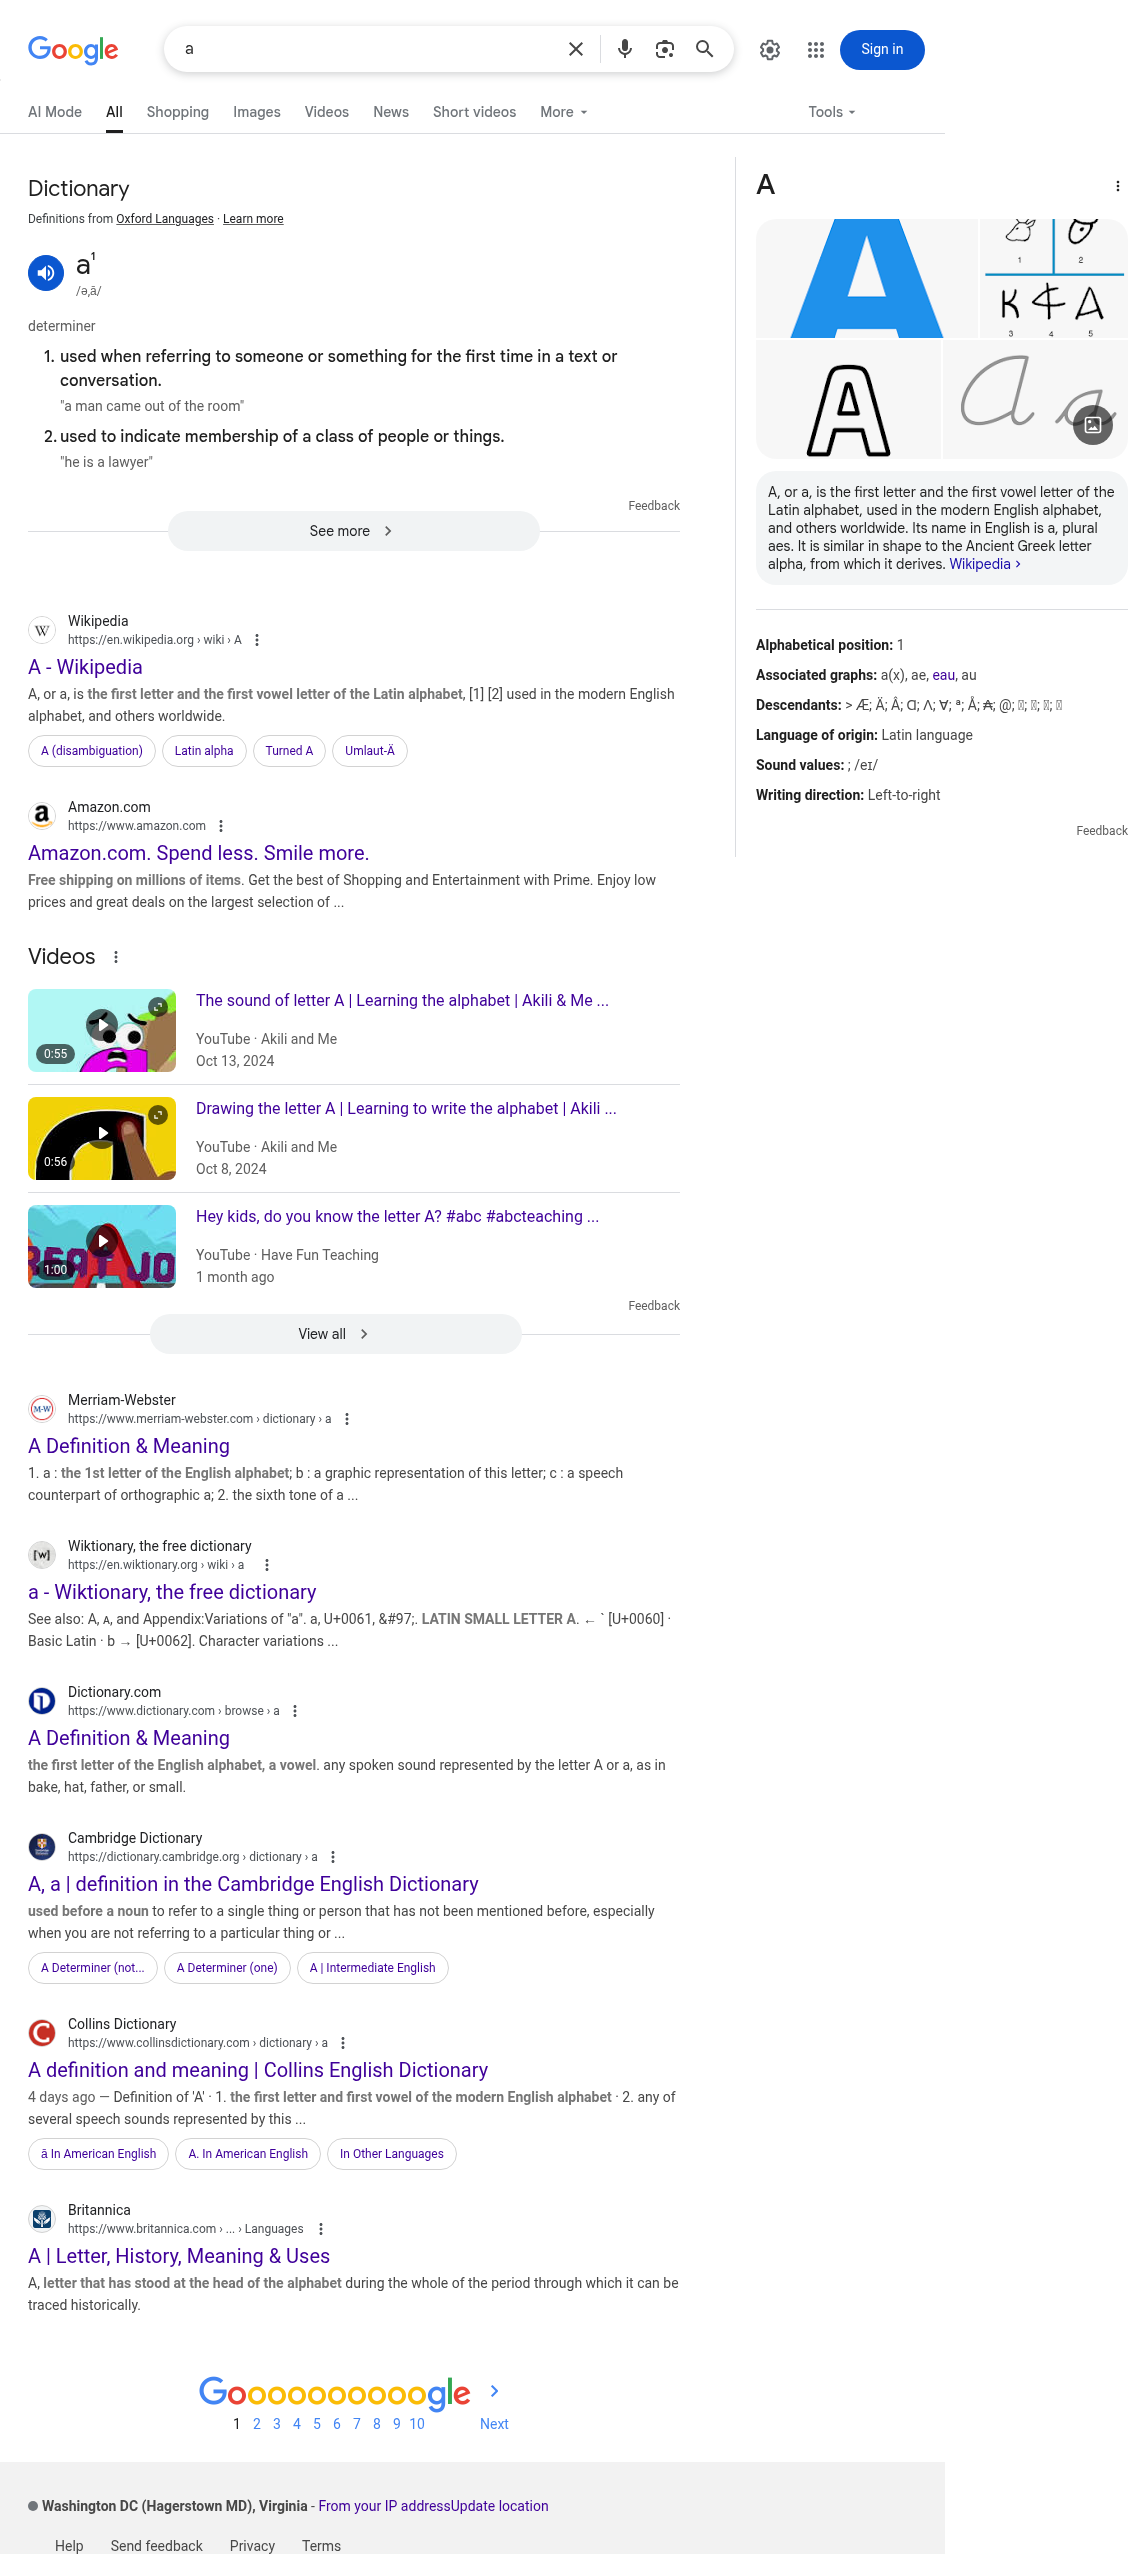 Google
a
Sign in
AI Mode
All
Shopping
Images
Videos
News
Short videos
More
Tools
Dictionary
Definitions from Oxford Languages · Learn more
a¹
/ə,ā/
determiner
1. used when referring to someone or something for the first time in a text or
conversation.
"a man came out of the room"
2. used to indicate membership of a class of people or things.
"he is a lawyer"
Feedback
See more
Wikipedia
https://en.wikipedia.org › wiki › A
A - Wikipedia
A, or a, is the first letter and the first vowel letter of the Latin alphabet, [1] [2] used in the modern English
alphabet, and others worldwide.
A (disambiguation)
Latin alpha
Turned A
Umlaut-Ä
Amazon.com
https://www.amazon.com
Amazon.com. Spend less. Smile more.
Free shipping on millions of items. Get the best of Shopping and Entertainment with Prime. Enjoy low
prices and great deals on the largest selection of ...
Videos
The sound of letter A | Learning the alphabet | Akili & Me ...
0:55
YouTube · Akili and Me
Oct 13, 2024
Drawing the letter A | Learning to write the alphabet | Akili ...
0:56
YouTube · Akili and Me
Oct 8, 2024
Hey kids, do you know the letter A? #abc #abcteaching ...
1:00
YouTube · Have Fun Teaching
1 month ago
Feedback
View all
Merriam-Webster
M-W
https://www.merriam-webster.com › dictionary › a
A Definition & Meaning
1. a : the 1st letter of the English alphabet; b : a graphic representation of this letter; c : a speech
counterpart of orthographic a; 2. the sixth tone of a ...
Wiktionary, the free dictionary
[w]
https://en.wiktionary.org › wiki › a
a - Wiktionary, the free dictionary
See also: A, ᴀ, and Appendix:Variations of "a". a, U+0061, &#97;. LATIN SMALL LETTER A. ← ` [U+0060] ·
Basic Latin · b → [U+0062]. Character variations ...
Dictionary.com
https://www.dictionary.com › browse › a
A Definition & Meaning
the first letter of the English alphabet, a vowel. any spoken sound represented by the letter A or a, as in
bake, hat, father, or small.
Cambridge Dictionary
https://dictionary.cambridge.org › dictionary › a
A, a | definition in the Cambridge English Dictionary
used before a noun to refer to a single thing or person that has not been mentioned before, especially
when you are not referring to a particular thing or ...
A Determiner (not...
A Determiner (one)
A | Intermediate English
Collins Dictionary
https://www.collinsdictionary.com › dictionary › a
A definition and meaning | Collins English Dictionary
4 days ago — Definition of 'A' · 1. the first letter and first vowel of the modern English alphabet · 2. any of
several speech sounds represented by this ...
ā In American English
A. In American English
In Other Languages
Britannica
https://www.britannica.com › ... › Languages
A | Letter, History, Meaning & Uses
A, letter that has stood at the head of the alphabet during the whole of the period through which it can be
traced historically.
Goooooooooogle
1 2 3 4 5 6 7 8 9 10 Next
Washington DC (Hagerstown MD), Virginia - From your IP addressUpdate location
Help
Send feedback
Privacy
Terms
A
A
1 2
3 4 5
A
A a
A, or a, is the first letter and the first vowel letter of the
Latin alphabet, used in the modern English alphabet,
and others worldwide. Its name in English is a, plural
aes. It is similar in shape to the Ancient Greek letter
alpha, from which it derives. Wikipedia
Alphabetical position: 1
Associated graphs: a(x), ae, eau, au
Descendants: > Æ; Ä; Â; Ɑ; Λ; Ɐ; ª; Å; ₳; @;
Language of origin: Latin language
Sound values: ; /eɪ/
Writing direction: Left-to-right
Feedback